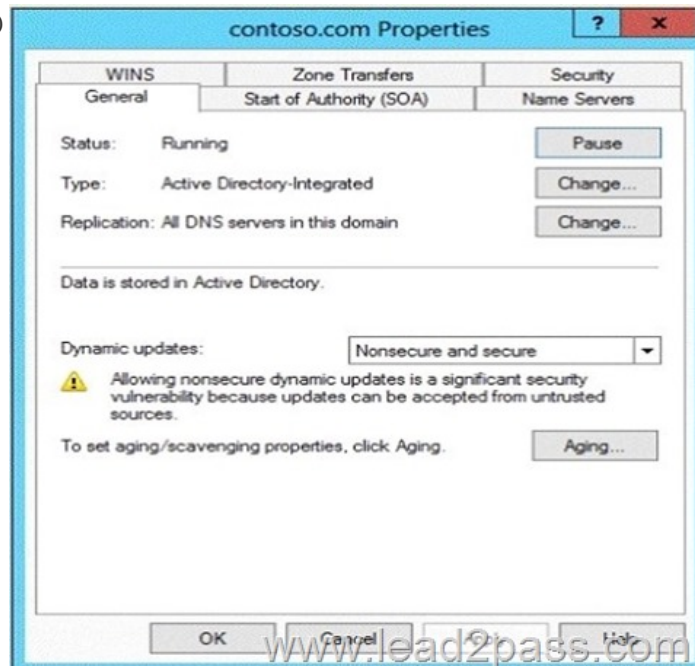 contoso.com Properties
? x
WINS Zone Transfers Security
General Start of Authority (SOA) Name Servers
Status: Running Pause
Type: Active Directory-Integrated Change...
Replication: All DNS servers in this domain Change...
Data is stored in Active Directory.
Dynamic updates: Nonsecure and secure
Allowing nonsecure dynamic updates is a significant security
vulnerability because updates can be accepted from untrusted
sources.
To set aging/scavenging properties, click Aging. Aging...
OK Cancel Help
www.lead2pass.com